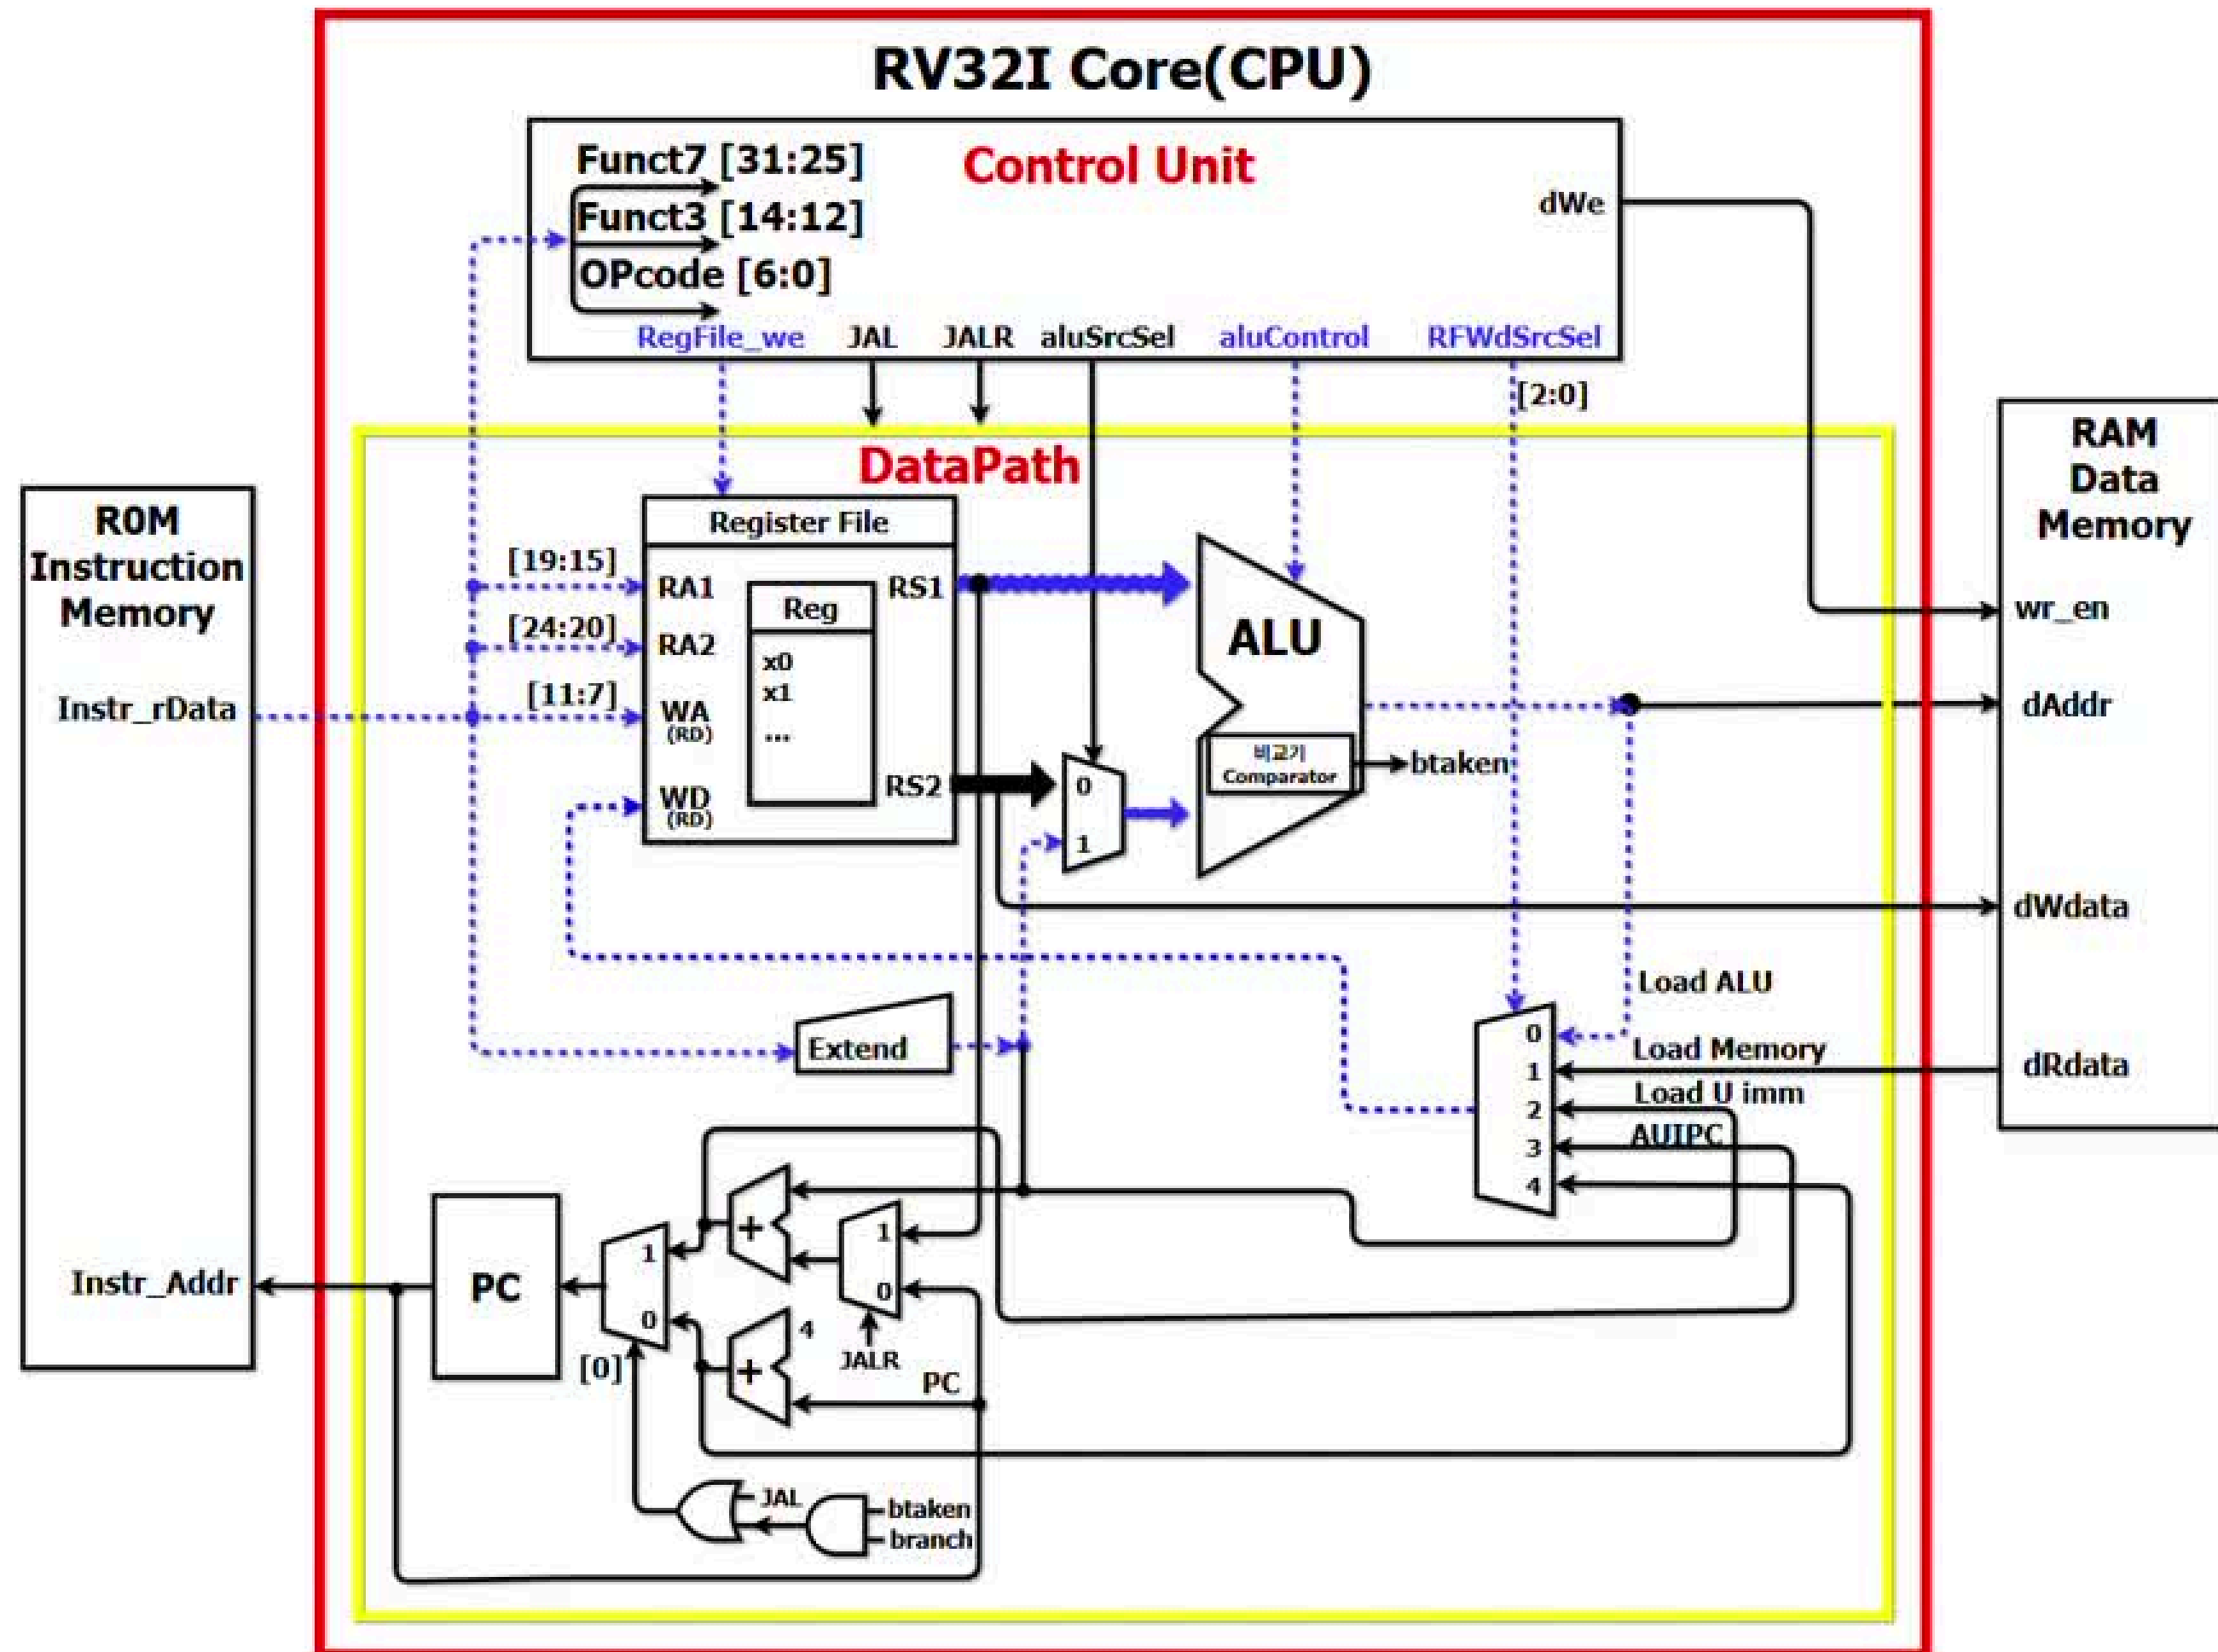 RV32I Core(CPU)
Control Unit
Funct7 [31:25]
Funct3 [14:12]
OPcode [6:0]
dWe
RegFile_we
JAL
JALR
aluSrcSel
aluControl
RFWdSrcSel
[2:0]
DataPath
R0M
Instruction
Memory
Instr_rData
Instr_Addr
[19:15]
[24:20]
[11:7]
Register File
RA1
RA2
WA
(RD)
WD
(RD)
Reg
x0
x1
...
RS1
RS2
0
1
ALU
비교기
Comparator
btaken
RAM
Data
Memory
wr_en
dAddr
dWdata
dRdata
Load ALU
Load Memory
Load U imm
AUIPC
0
1
2
3
4
Extend
PC
1
0
[0]
+
+
4
1
0
JALR
PC
JAL
btaken
branch